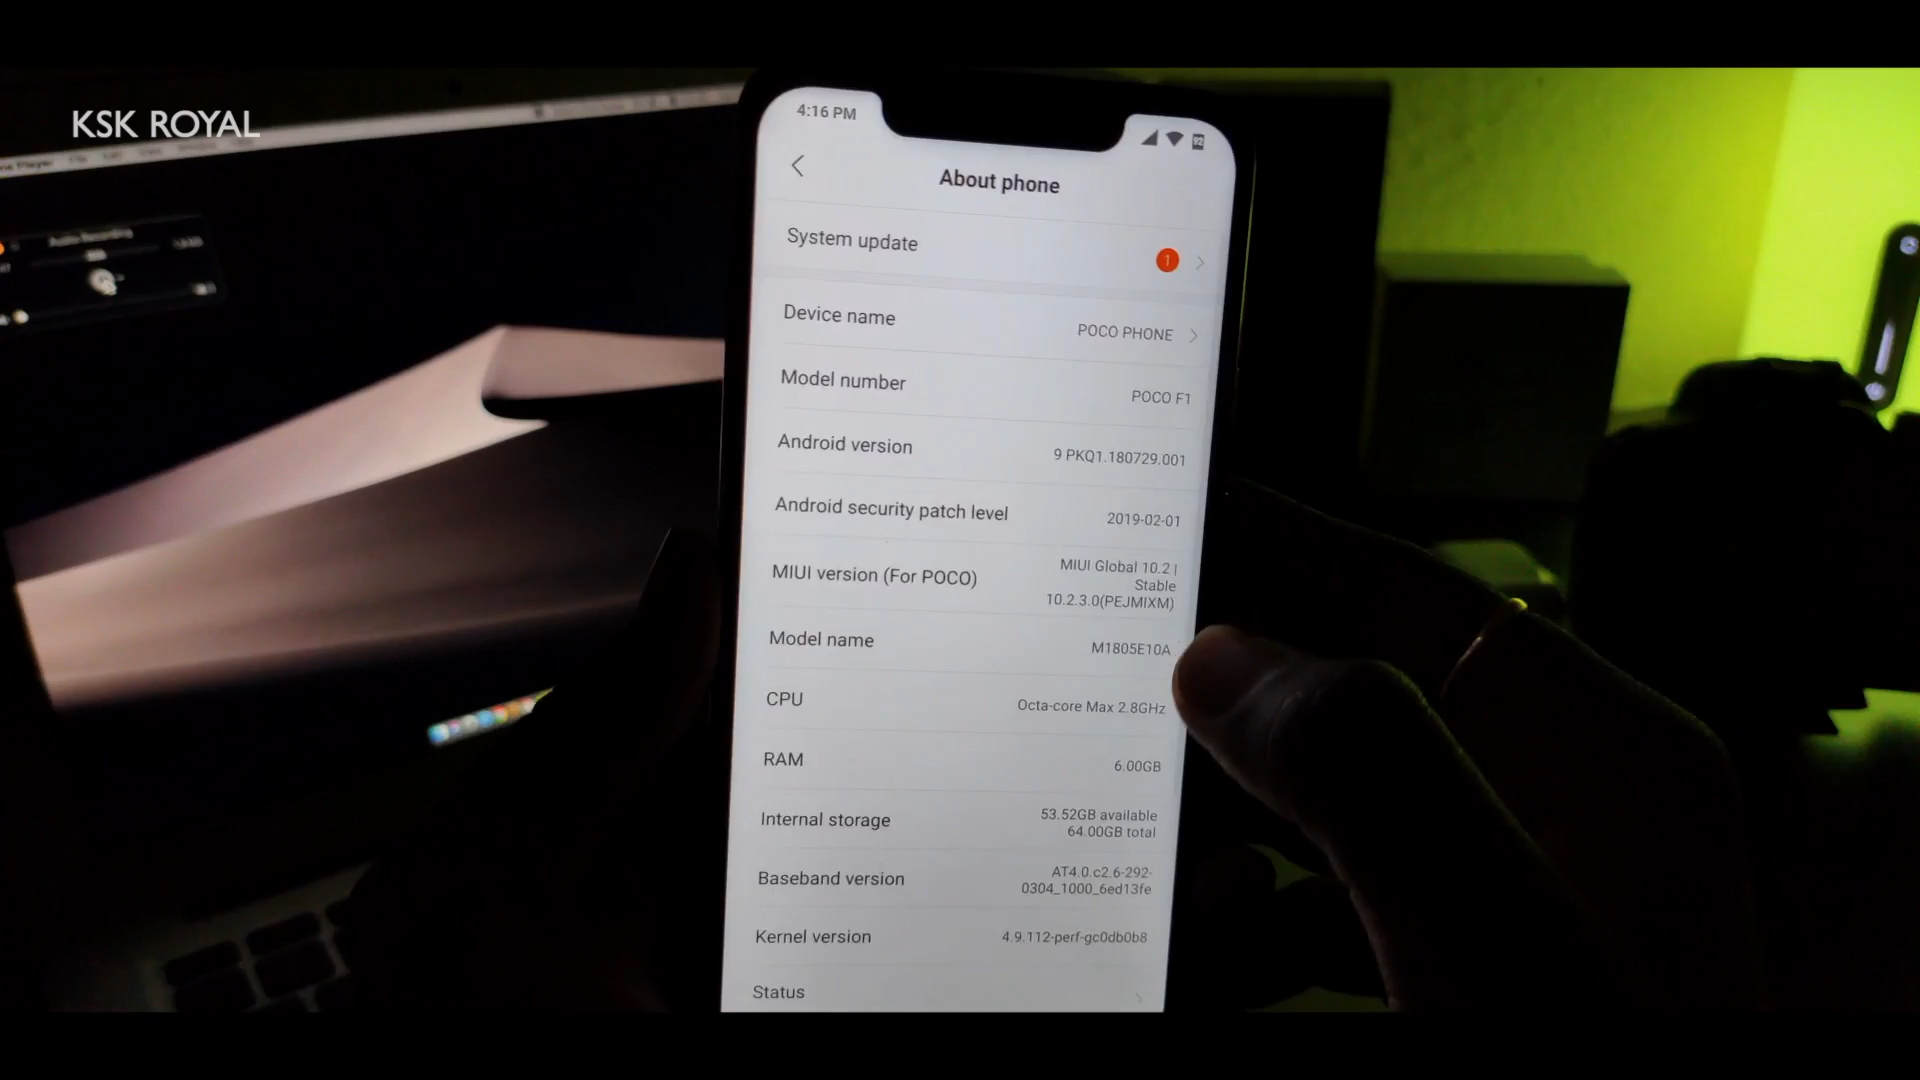 KSK ROYAL
4:16 PM
92
About phone
System update
1
Device name
POCO PHONE
Model number
POCO F1
Android version
9 PKQ1.180729.001
Android security patch level
2019-02-01
MIUI version (For POCO)
MIUI Global 10.2 |
Stable
10.2.3.0(PEJMIXM)
Model name
M1805E10A
CPU
Octa-core Max 2.8GHz
RAM
6.00GB
Internal storage
53.52GB available
64.00GB total
Baseband version
AT4.0.c2.6-292-
0304_1000_6ed13fe
Kernel version
4.9.112-perf-gc0db0b8
Status